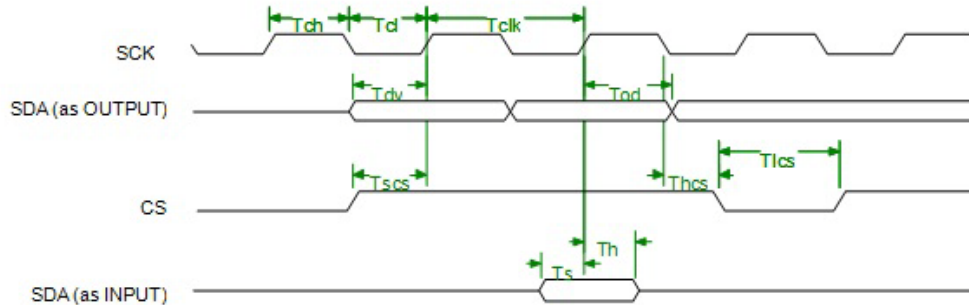 Tch Tcl Tclk
SCK
Tdv Tod
SDA (as OUTPUT)
Tlcs
Tscs Thcs
CS
Th
Ts
SDA (as INPUT)